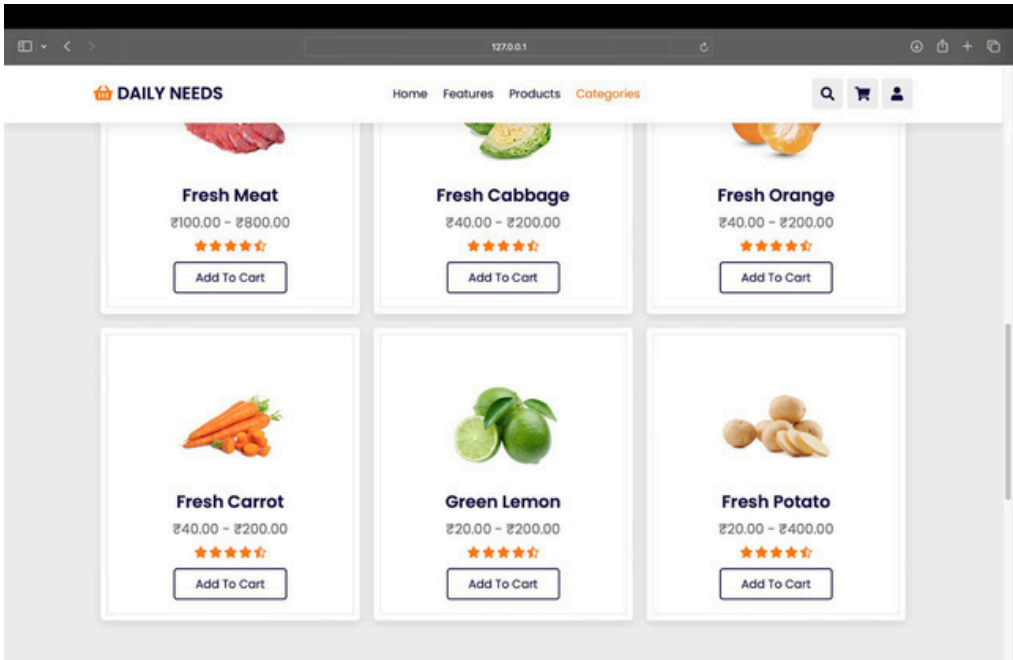 127.0.0.1
DAILY NEEDS
Home Features Products Categories
Fresh Meat
₹100.00 - ₹800.00
Add To Cart
Fresh Cabbage
₹40.00 - ₹200.00
Add To Cart
Fresh Orange
₹40.00 - ₹200.00
Add To Cart
Fresh Carrot
₹40.00 - ₹200.00
Add To Cart
Green Lemon
₹20.00 - ₹200.00
Add To Cart
Fresh Potato
₹20.00 - ₹400.00
Add To Cart